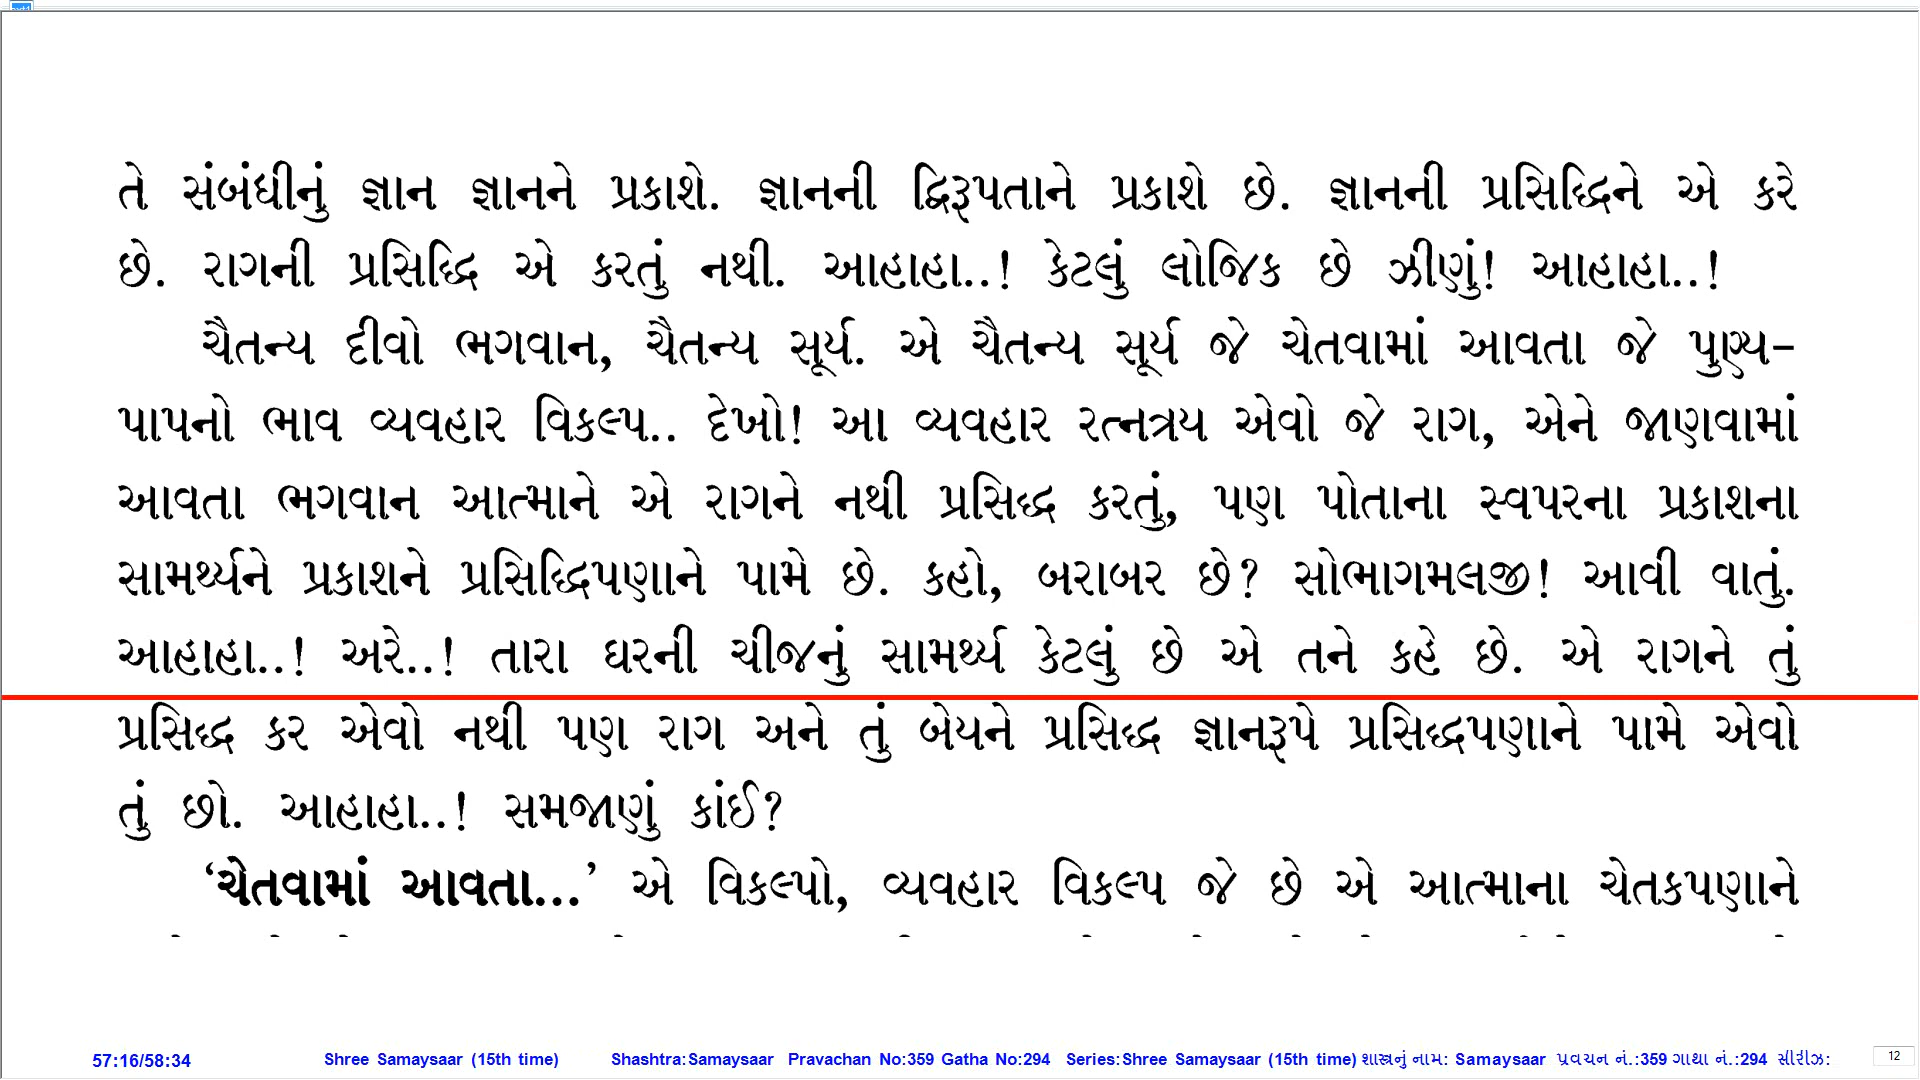 તે સંબંધીનું જ્ઞાન જ્ઞાનને પ્રકાશે. જ્ઞાનની દ્વિરૂપતાને પ્રકાશે છે. જ્ઞાનની પ્રસિદ્ધિને એ કરે
છે. રાગની પ્રસિદ્ધિ એ કરતું નથી. આહાહા..! કેટલું લોજિક છે ઝીણું! આહાહા..!
ચૈતન્ય દીવો ભગવાન, ચૈતન્ય સૂર્ય. એ ચૈતન્ય સૂર્ય જે ચેતવામાં આવતા જે પુણ્ય-
પાપનો ભાવ વ્યવહાર વિકલ્પ.. દેખો! આ વ્યવહાર રત્નત્રય એવો જે રાગ, એને જાણવામાં
આવતા ભગવાન આત્માને એ રાગને નથી પ્રસિદ્ધ કરતું, પણ પોતાના સ્વપરના પ્રકાશના
સામર્થ્યને પ્રકાશને પ્રસિદ્ધિપણાને પામે છે. કહો, બરાબર છે? સોભાગમલજી! આવી વાતું.
આહાહા..! અરે..! તારા ઘરની ચીજનું સામર્થ્ય કેટલું છે એ તને કહે છે. એ રાગને તું
પ્રસિદ્ધ કર એવો નથી પણ રાગ અને તું બેયને પ્રસિદ્ધ જ્ઞાનરૂપે પ્રસિદ્ધપણાને પામે એવો
તું છો. આહાહા..! સમજાણું કાંઈ?
‘ચેતવામાં આવતા...’ એ વિકલ્પો, વ્યવહાર વિકલ્પ જે છે એ આત્માના ચેતકપણાને
57:16/58:34 Shree Samaysaar (15th time) Shashtra:Samaysaar Pravachan No:359 Gatha No:294 Series:Shree Samaysaar (15th time) શાસ્ત્રનું નામ: Samaysaar પ્રવચન નં.:359 ગાથા નં.:294 સીરીઝ: 12